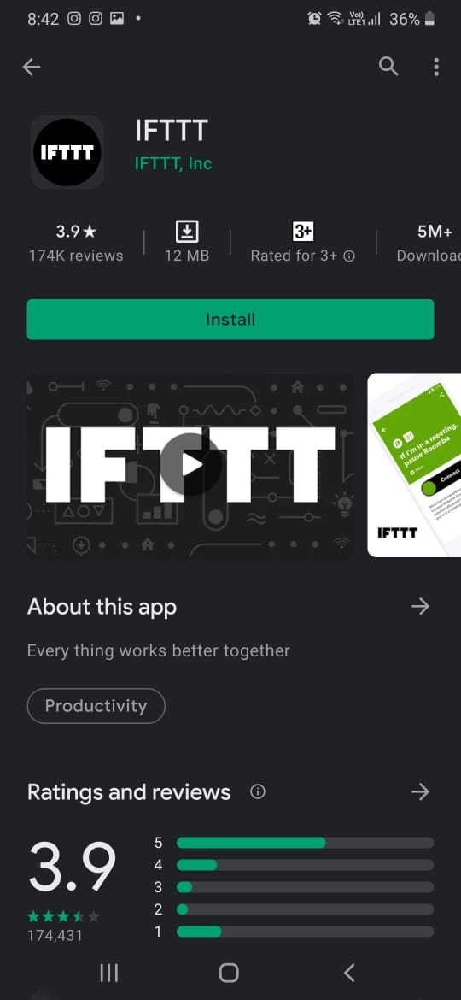 8:42
Vo) LTE1 36%
IFTTT
IFTTT
IFTTT, Inc
3.9★
174K reviews
12 MB
3+
Rated for 3+
5M+
Downloa
Install
IFTTT
If I'm in a meeting,
pause Roomba
Connect
IFTTT
About this app
Every thing works better together
Productivity
Ratings and reviews
3.9
174,431
5
4
3
2
1